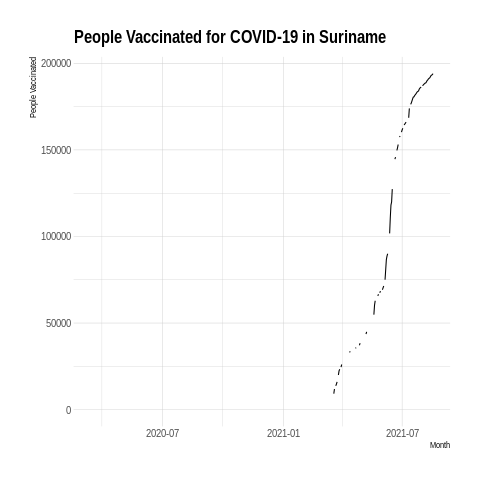 People Vaccinated for COVID-19 in Suriname
People Vaccinated
200000
150000
100000
50000
0
2020-07 2021-01 2021-07
Month